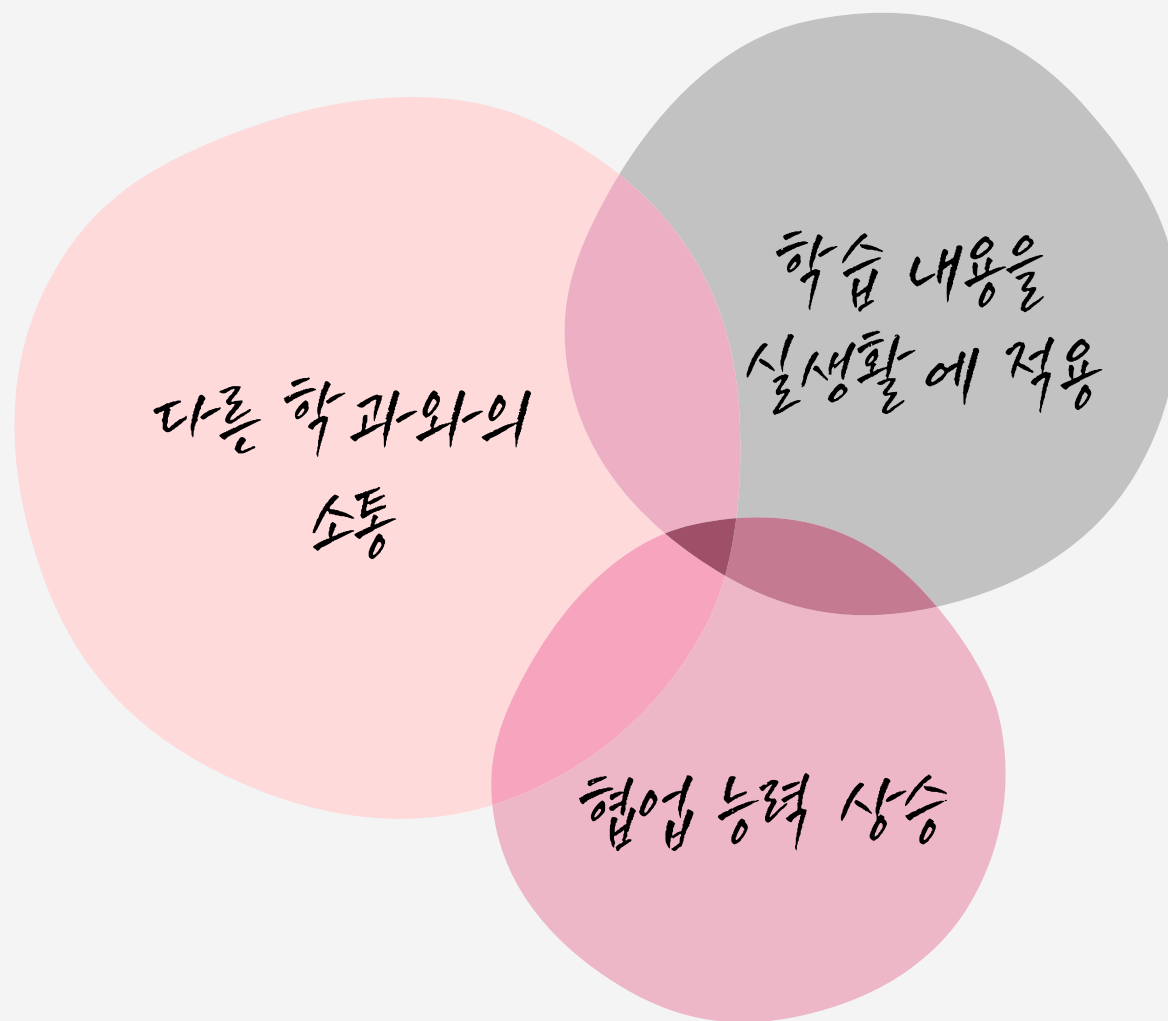 다른 학과와의
소통
학습 내용을
실생활에 적용
협업 능력 상승